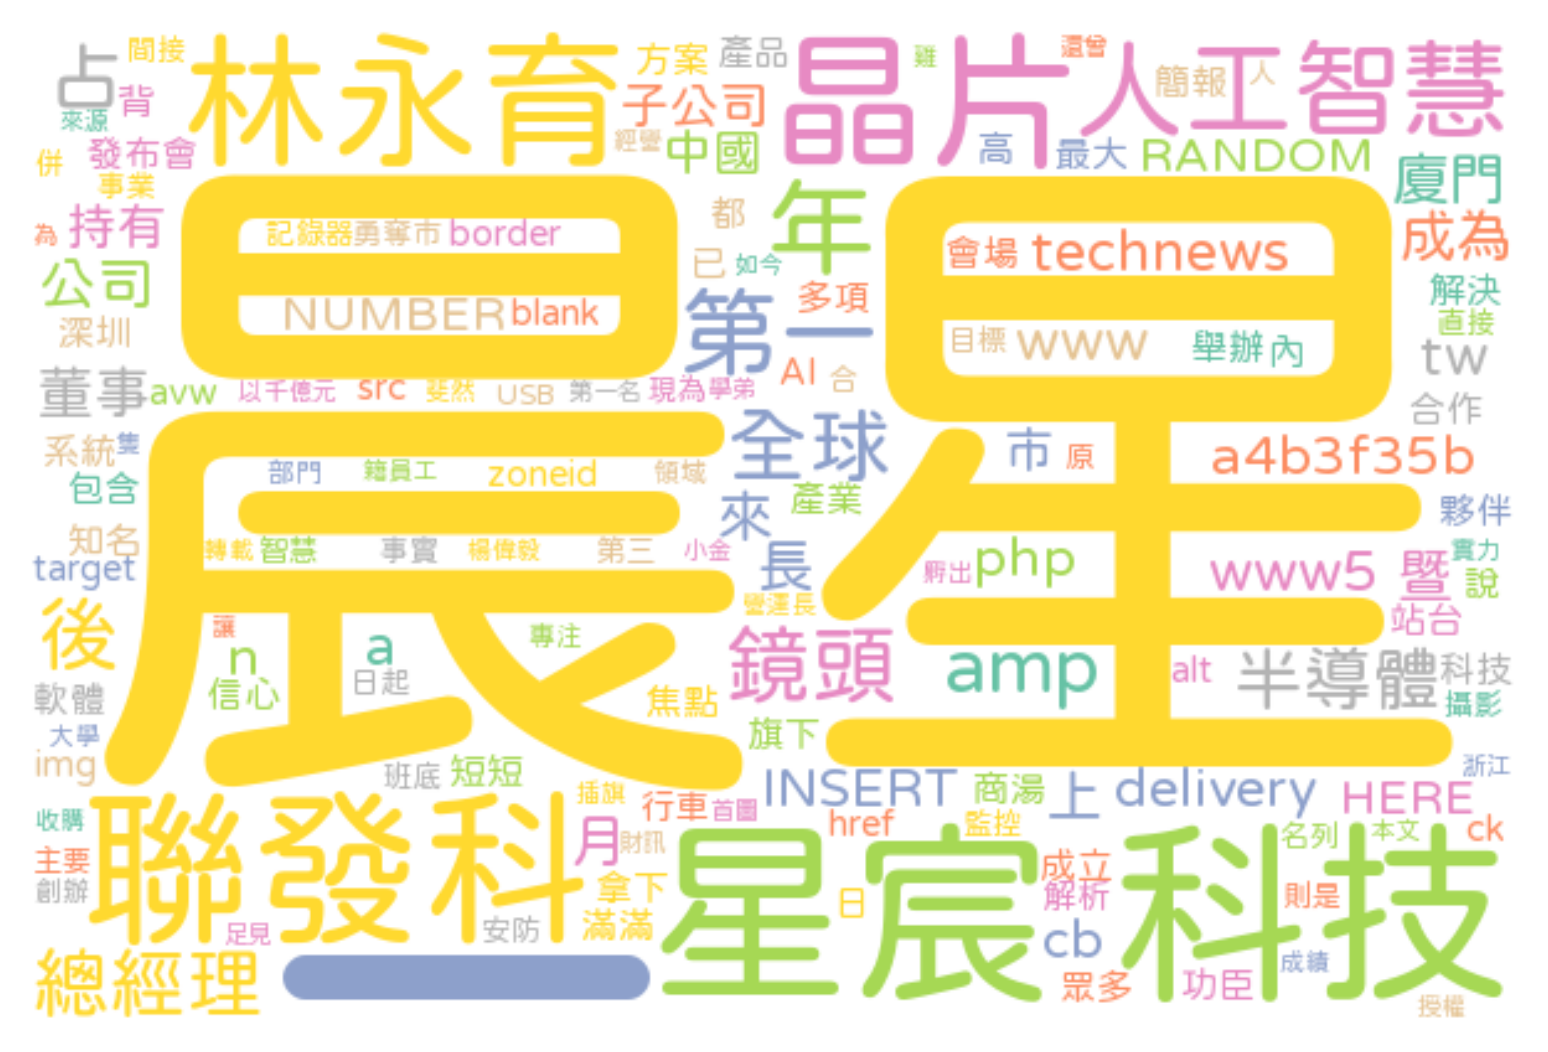 占
間接
林永育
方案
產品
晶片
雞
還曾
人工智慧
簡報
人
背
來源
子公司
經營
中國
高
最大
RANDOM
併
發布會
事業
廈門
為
持有
晨星
記錄器
勇奪市
border
都
年
會場
technews
成為
公司
已
如今
NUMBER
blank
第一
多項
目標
www
舉辦
內
解決
直接
深圳
tw
董事
avw
以千億元
src
斐然
USB
第一名
現為
學弟
AI
合
合作
系統
隻
部門
籍員工
zoneid
領域
全球
市
原
a4b3f35b
包含
來
產業
夥伴
知名
轉載
智慧
事實
楊偉毅
第三
小金
長
孵出
php
www5
暨
實力
說
target
營運長
後
讓
n
a
專注
鏡頭
amp
站台
alt
半導體
科技
軟體
信心
日起
焦點
攝影
大學
旗下
img
班底
短短
INSERT
商湯
上
delivery
浙江
HERE
收購
聯發科
插旗
行車
首圖
href
監控
名列
本文
ck
主要
月
財訊
星宸科技
成立
創辦
拿下
日
解析
則是
足見
安防
滿滿
cb
成績
總經理
眾多
功臣
授權